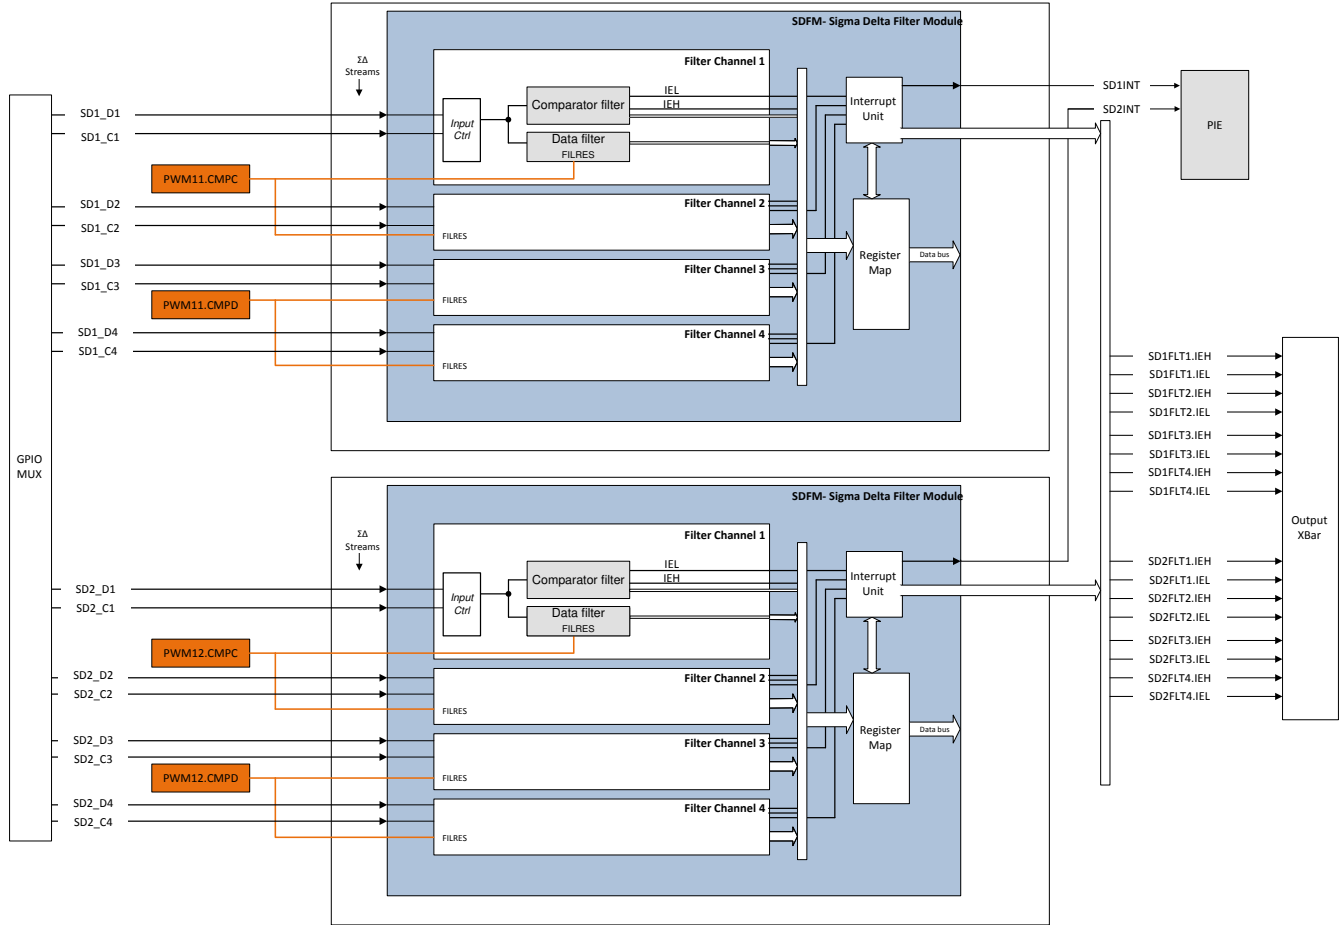 SDFM- Sigma Delta Filter Module
ΣΔ
Streams
Filter Channel 1
IEL
IEH
Comparator filter
Input
Ctrl
Data filter
FILRES
Interrupt
Unit
SD1_D1
SD1_C1
PWM11.CMPC
SD1_D2
SD1_C2
Filter Channel 2
FILRES
SD1_D3
SD1_C3
PWM11.CMPD
Filter Channel 3
FILRES
SD1_D4
SD1_C4
Filter Channel 4
FILRES
Register
Map
Data bus
SD1INT
SD2INT
PIE
GPIO
MUX
SDFM- Sigma Delta Filter Module
ΣΔ
Streams
Filter Channel 1
IEL
IEH
Comparator filter
Input
Ctrl
Data filter
FILRES
Interrupt
Unit
SD2_D1
SD2_C1
PWM12.CMPC
SD2_D2
SD2_C2
Filter Channel 2
FILRES
SD2_D3
SD2_C3
PWM12.CMPD
Filter Channel 3
FILRES
SD2_D4
SD2_C4
Filter Channel 4
FILRES
Register
Map
Data bus
SD1FLT1.IEH
SD1FLT1.IEL
SD1FLT2.IEH
SD1FLT2.IEL
SD1FLT3.IEH
SD1FLT3.IEL
SD1FLT4.IEH
SD1FLT4.IEL
SD2FLT1.IEH
SD2FLT1.IEL
SD2FLT2.IEH
SD2FLT2.IEL
SD2FLT3.IEH
SD2FLT3.IEL
SD2FLT4.IEH
SD2FLT4.IEL
Output
XBar